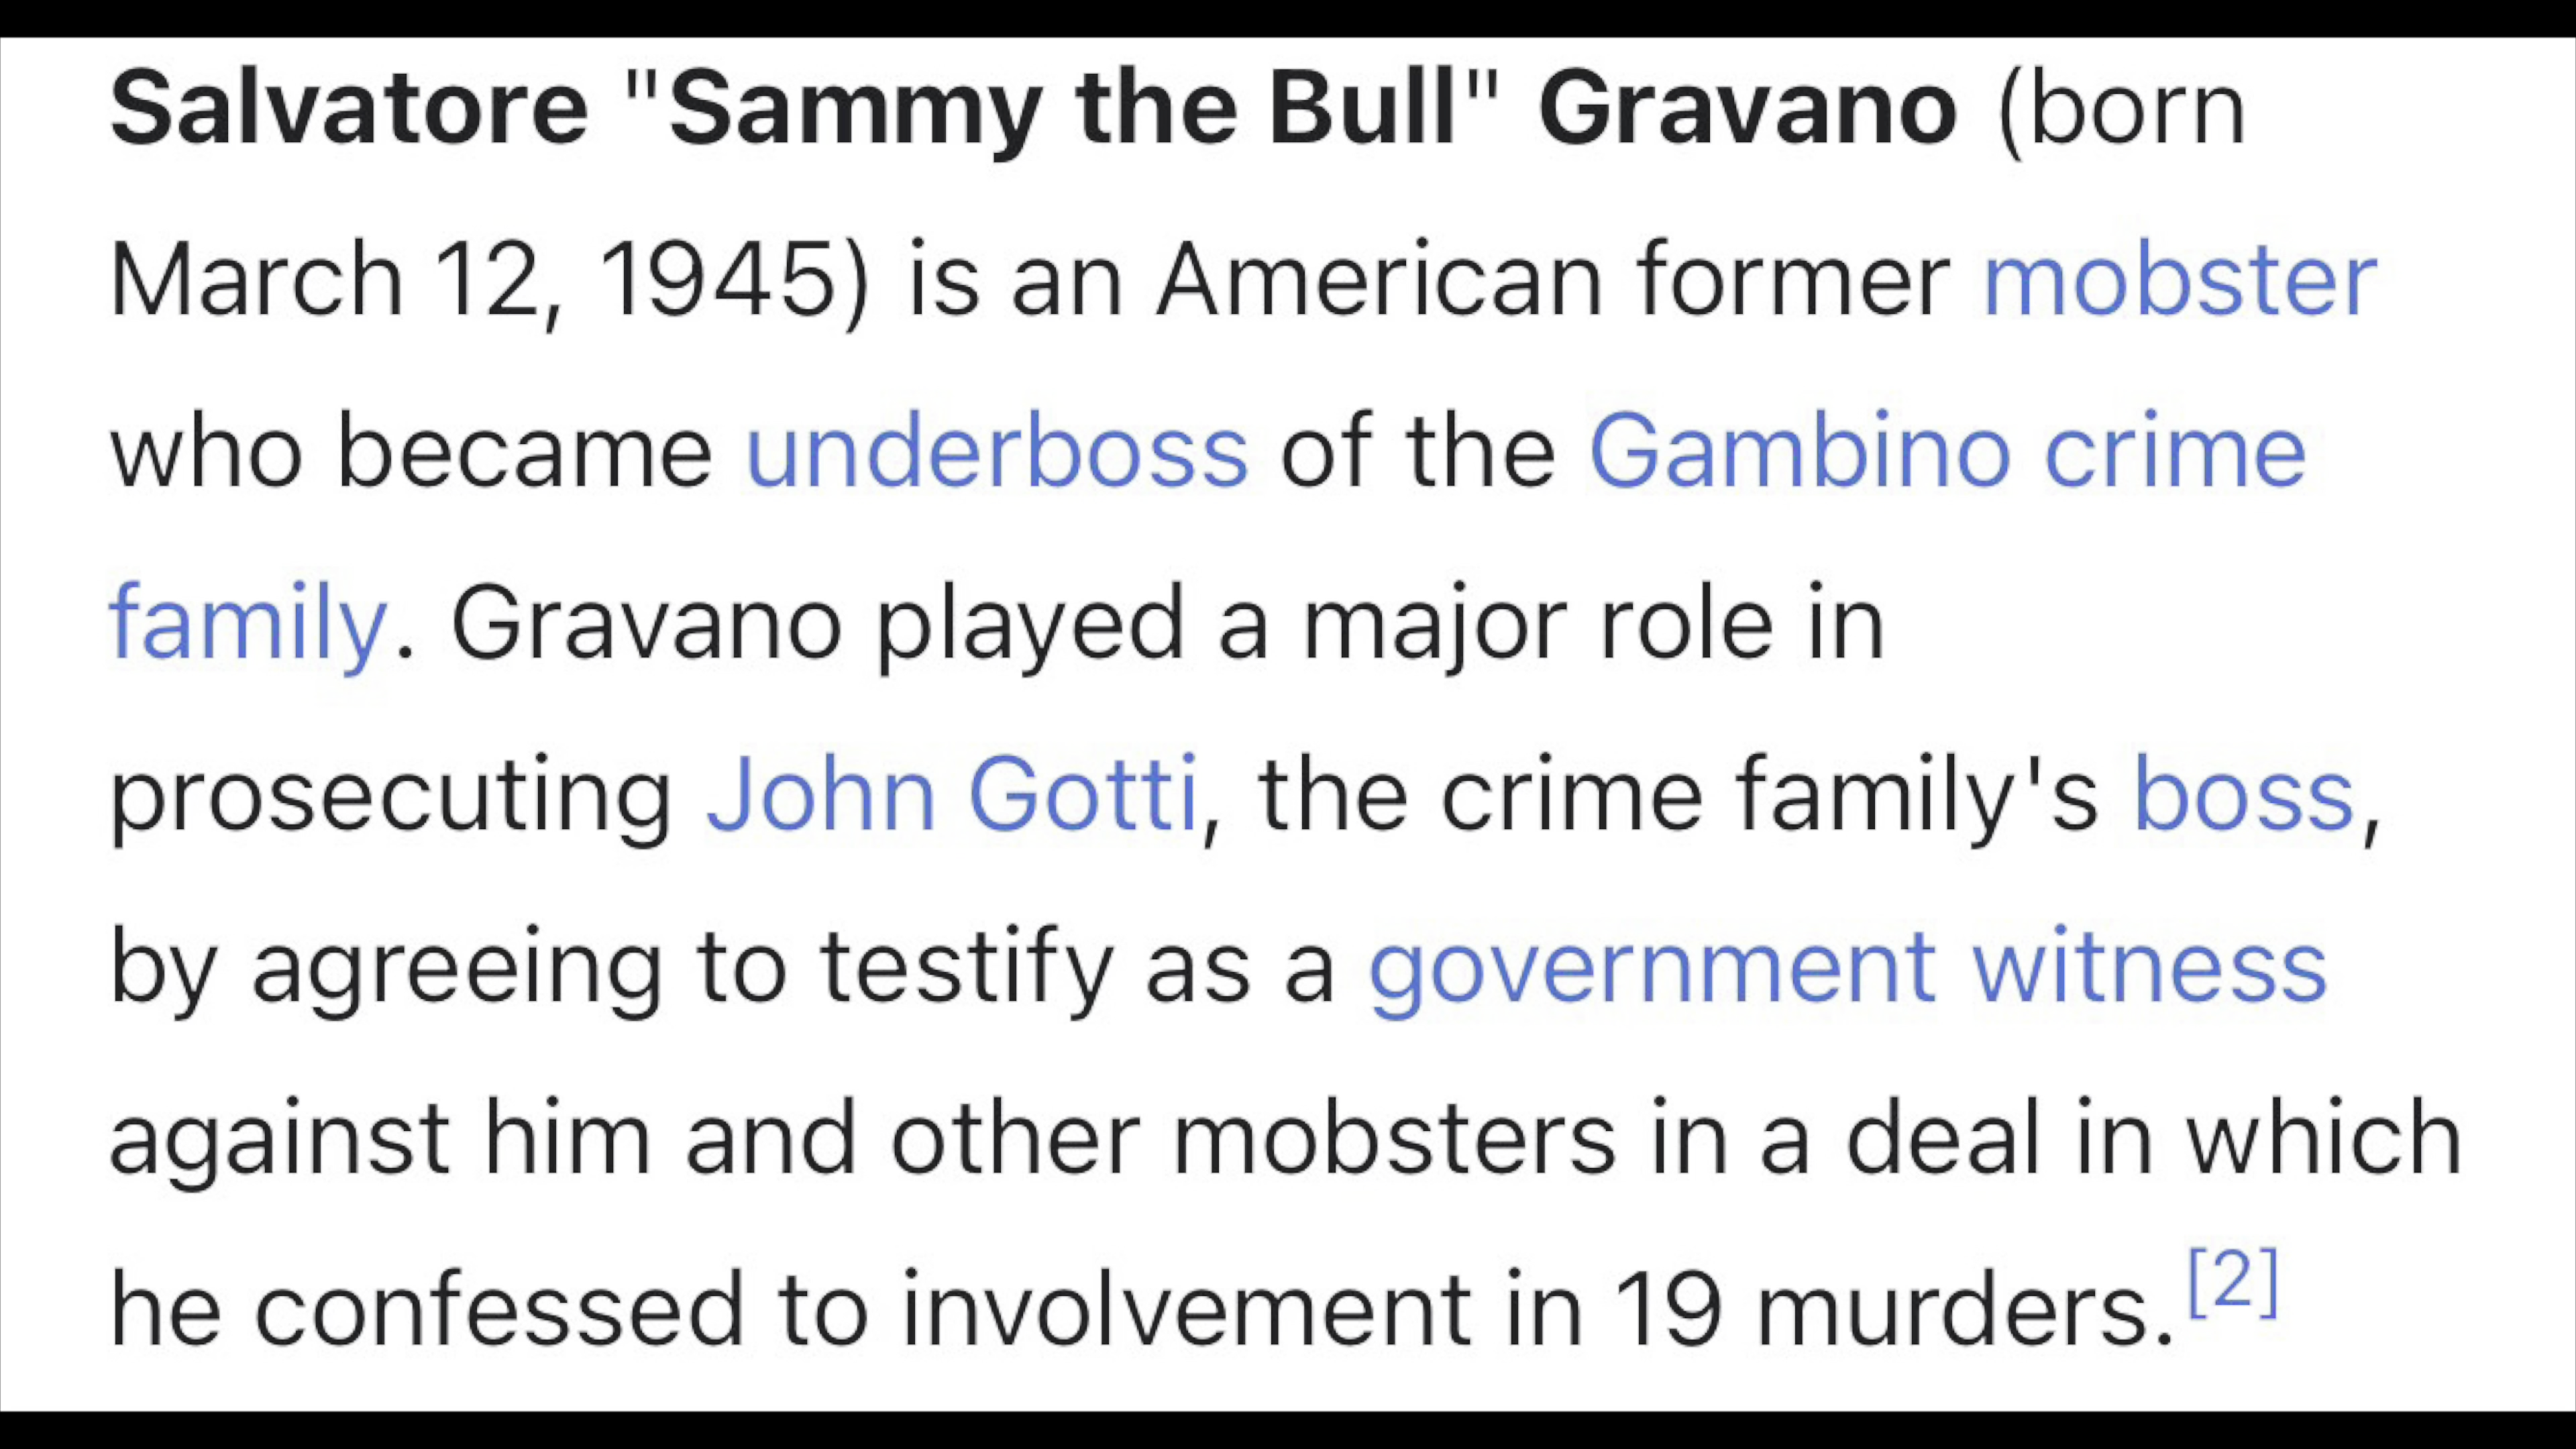 Salvatore "Sammy the Bull" Gravano (born
March 12, 1945) is an American former mobster
who became underboss of the Gambino crime
family. Gravano played a major role in
prosecuting John Gotti, the crime family's boss,
by agreeing to testify as a government witness
against him and other mobsters in a deal in which
he confessed to involvement in 19 murders.[2]